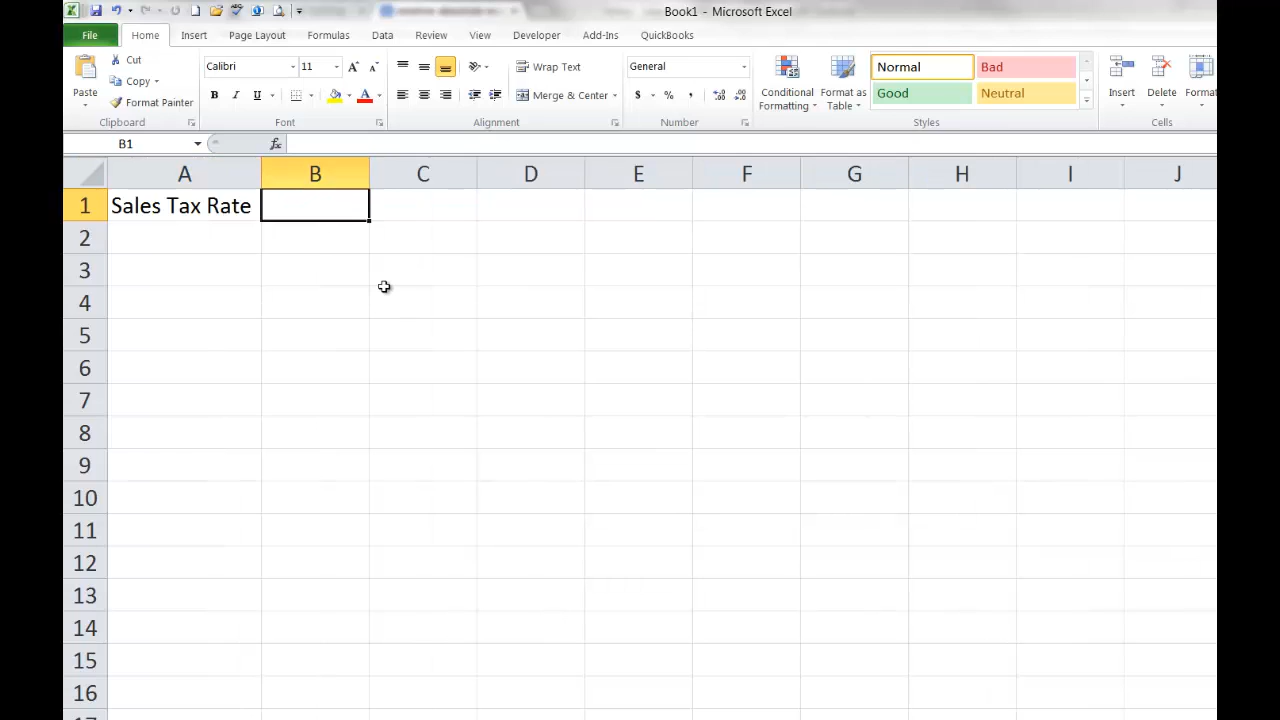 Book1 - Microsoft Excel
File Home Insert Page Layout Formulas Data Review View Developer Add-Ins QuickBooks
Paste
Cut
Copy
Format Painter
Clipboard
Calibri 11
B I U A
Font
Wrap Text
Merge & Center
Alignment
General
$ % ,
Number
Conditional
Formatting
Format as
Table
Normal Bad
Good Neutral
Styles
Insert Delete Format
Cells
B1 fx
A B C D E F G H I J
1 Sales Tax Rate
2
3
4
5
6
7
8
9
10
11
12
13
14
15
16
17